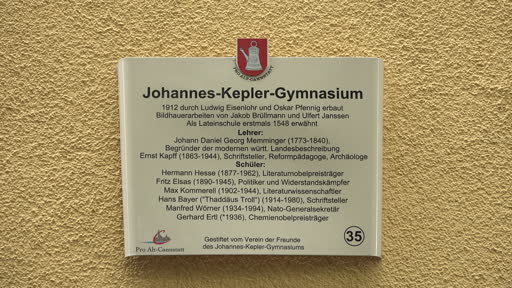 PRO ALT-CANNSTATT
Johannes-Kepler-Gymnasium
1912 durch Ludwig Eisenlohr und Oskar Pfennig erbaut
Bildhauerarbeiten von Jakob Brüllmann und Ulfert Janssen
Als Lateinschule erstmals 1548 erwähnt
Lehrer:
Johann Daniel Georg Memminger (1773-1840),
Begründer der modernen württ. Landesbeschreibung
Ernst Kapff (1863-1944), Schriftsteller, Reformpädagoge, Archäologe
Schüler:
Hermann Hesse (1877-1962), Literaturnobelpreisträger
Fritz Elsas (1890-1945), Politiker und Widerstandskämpfer
Max Kommerell (1902-1944), Literaturwissenschaftler
Hans Bayer ("Thaddäus Troll") (1914-1980), Schriftsteller
Manfred Wörner (1934-1994), Nato-Generalsekretär
Gerhard Ertl (*1936), Chemienobelpreisträger
Pro Alt-Cannstatt
Gestiftet vom Verein der Freunde
des Johannes-Kepler-Gymnasiums
35